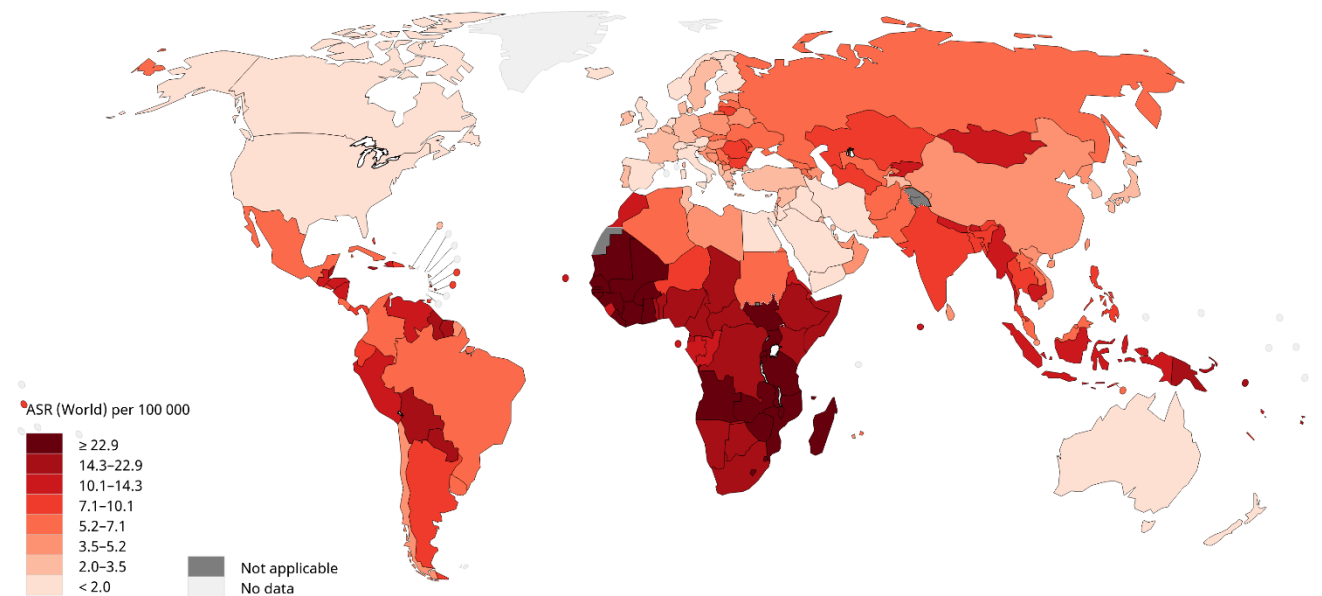 ASR (World) per 100 000
≥ 22.9
14.3–22.9
10.1–14.3
7.1–10.1
5.2–7.1
3.5–5.2
2.0–3.5
< 2.0
Not applicable
No data